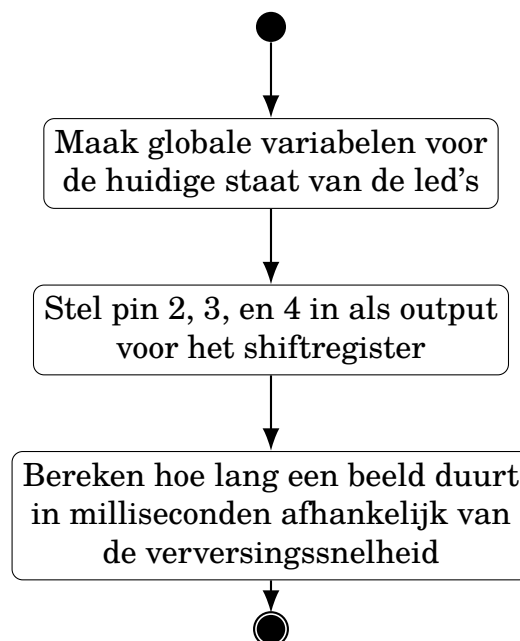 Maak globale variabelen voor
de huidige staat van de led's
Stel pin 2, 3, en 4 in als output
voor het shiftregister
Bereken hoe lang een beeld duurt
in milliseconden afhankelijk van
de verversingssnelheid